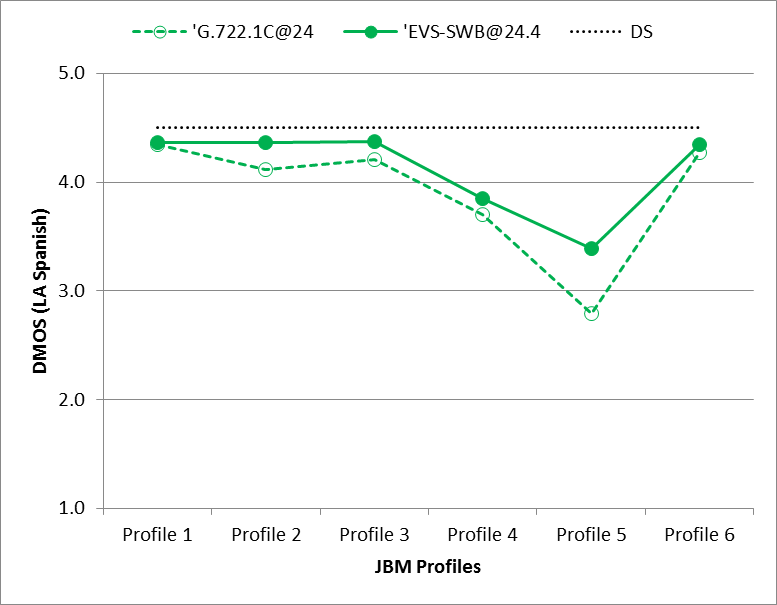 'G.722.1C@24 'EVS-SWB@24.4 DS
5.0
4.0
3.0
2.0
1.0
DMOS (LA Spanish)
Profile 1 Profile 2 Profile 3 Profile 4 Profile 5 Profile 6
JBM Profiles